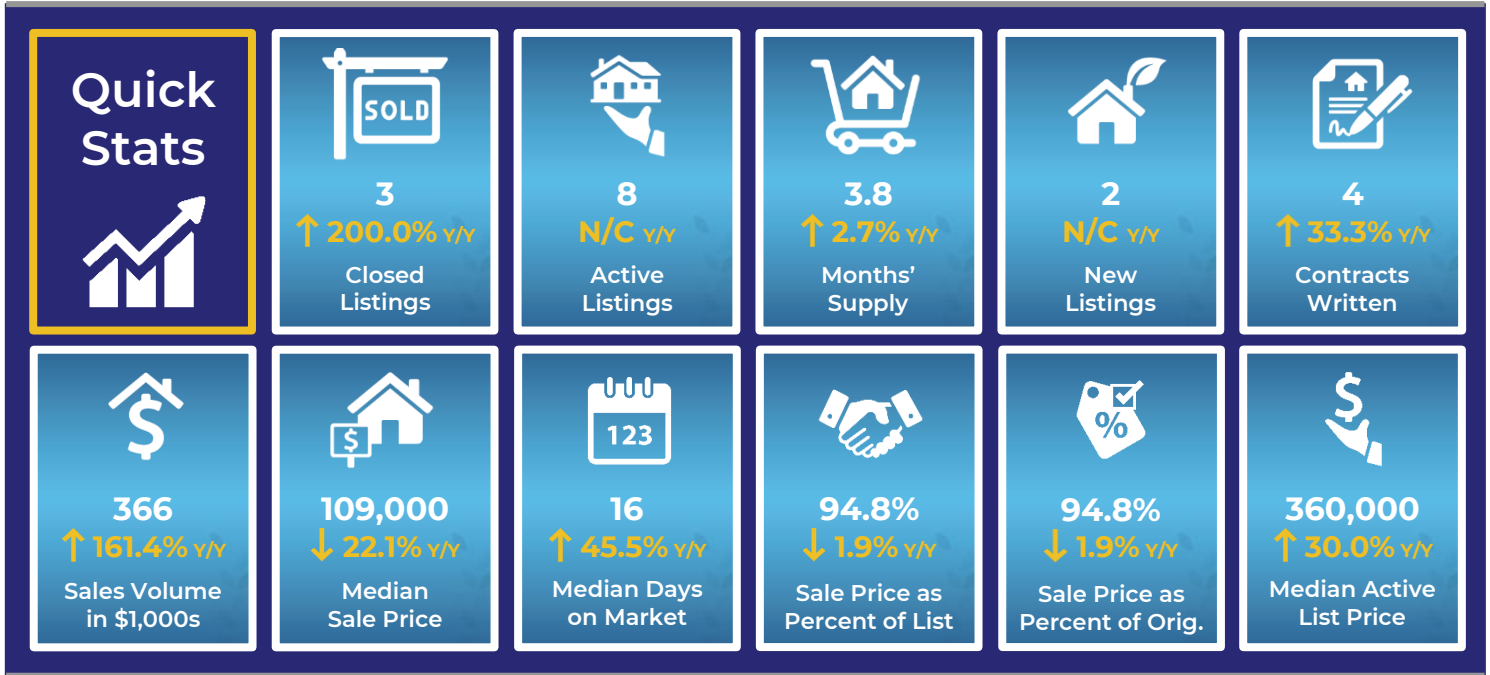 Quick
Stats
SOLD
3
↑ 200.0% Y/Y
Closed
Listings
8
N/C Y/Y
Active
Listings
3.8
↑ 2.7% Y/Y
Months’
Supply
2
N/C Y/Y
New
Listings
4
↑ 33.3% Y/Y
Contracts
Written
$
366
↑ 161.4% Y/Y
Sales Volume
in $1,000s
$
109,000
↓ 22.1% Y/Y
Median
Sale Price
123
16
↑ 45.5% Y/Y
Median Days
on Market
94.8%
↓ 1.9% Y/Y
Sale Price as
Percent of List
%
94.8%
↓ 1.9% Y/Y
Sale Price as
Percent of Orig.
$
360,000
↑ 30.0% Y/Y
Median Active
List Price